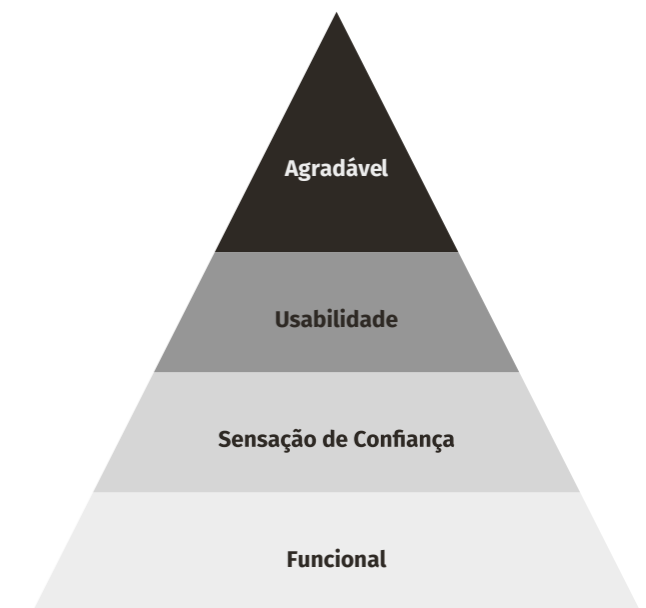 Agradável
Usabilidade
Sensação de Confiança
Funcional